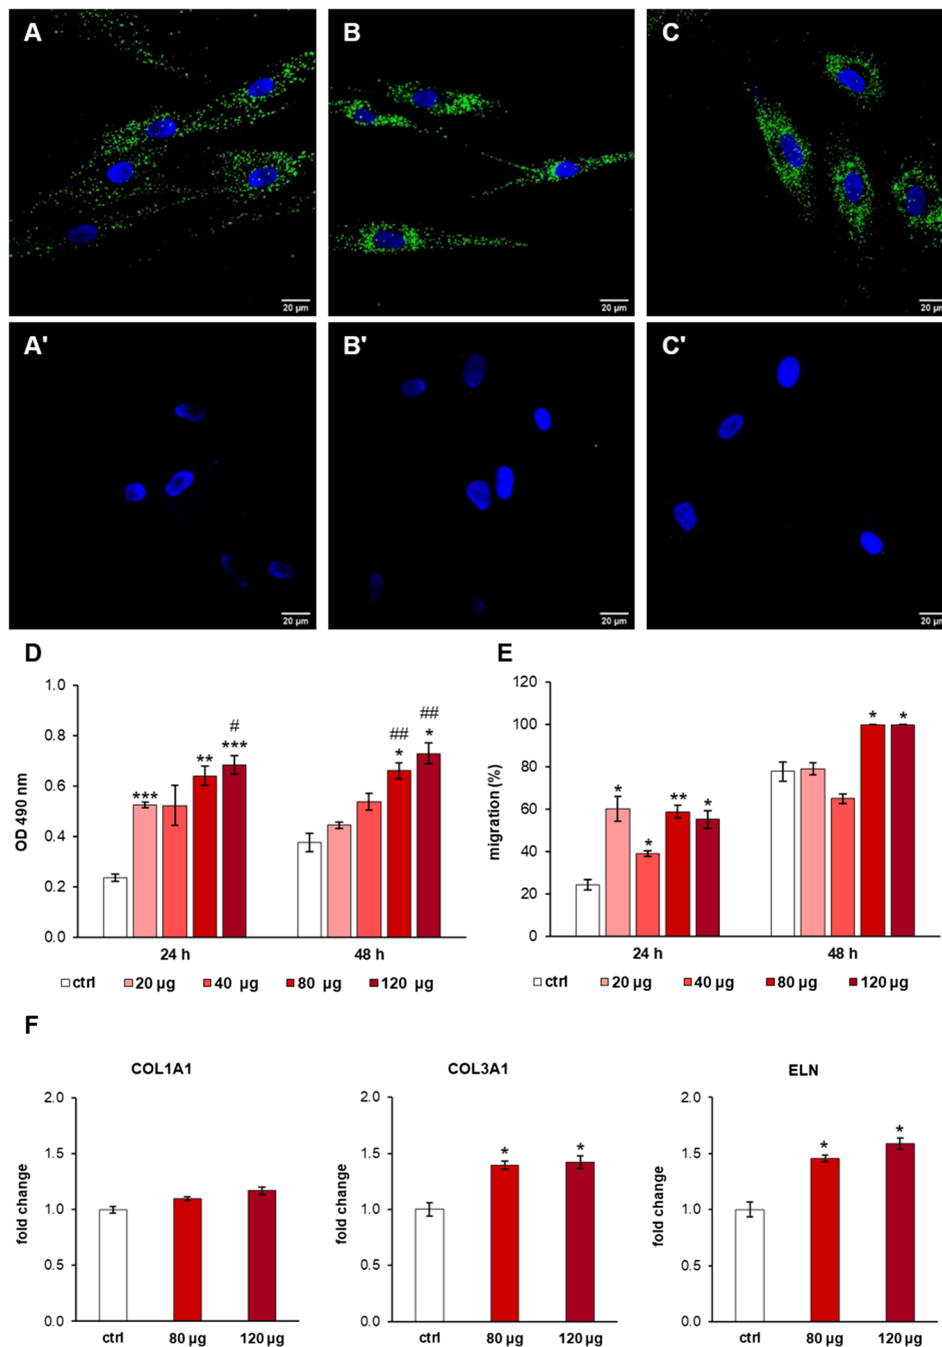 A B C
20 µm 20 µm 20 µm
A' B' C'
20 µm 20 µm 20 µm
D
OD 490 nm
1.0
0.8
0.6
0.4
0.2
0.0
*** ** *** #
## * ## *
24 h 48 h
ctrl 20 µg 40 µg 80 µg 120 µg
E
migration (%)
120
100
80
60
40
20
0
* * ** *
* *
24 h 48 h
ctrl 20 µg 40 µg 80 µg 120 µg
F
COL1A1
fold change
2.0
1.5
1.0
0.5
0.0
ctrl 80 µg 120 µg
COL3A1
fold change
2.0
1.5
1.0
0.5
0.0
* *
ctrl 80 µg 120 µg
ELN
fold change
2.0
1.5
1.0
0.5
0.0
* *
ctrl 80 µg 120 µg